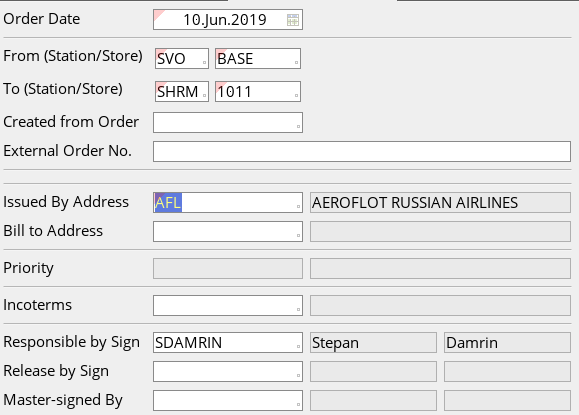 Order Date 10.Jun.2019
From (Station/Store) SVO BASE
To (Station/Store) SHRM 1011
Created from Order
External Order No.
Issued By Address AFL AEROFLOT RUSSIAN AIRLINES
Bill to Address
Priority
Incoterms
Responsible by Sign SDAMRIN Stepan Damrin
Release by Sign
Master-signed By